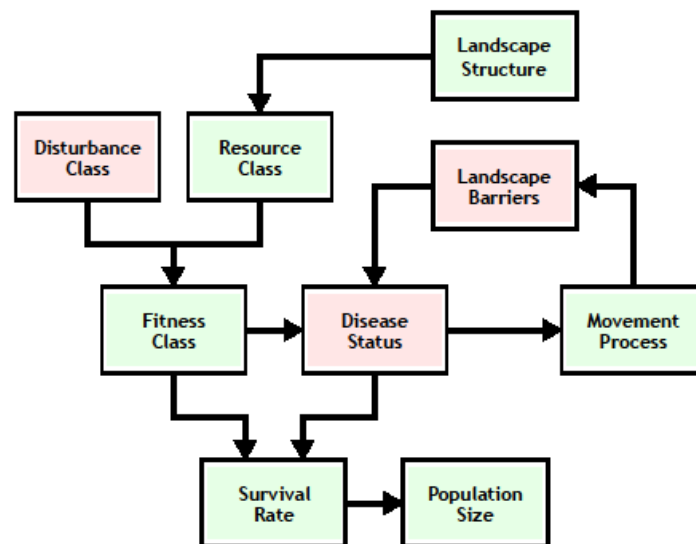 Landscape
Structure
Disturbance
Class
Resource
Class
Landscape
Barriers
Fitness
Class
Disease
Status
Movement
Process
Survival
Rate
Population
Size